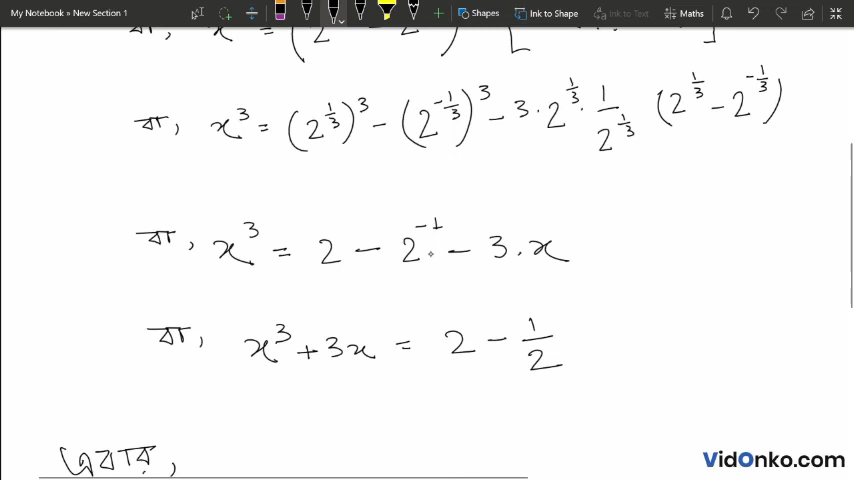 My Notebook » New Section 1
Shapes
Ink to Shape
Ink to Text
Maths
বা, x³ = (2^{1/3})³ − (2^{-1/3})³ − 3 · 2^{1/3} · 1/2^{1/3} (2^{1/3} − 2^{-1/3})
বা, x³ = 2 − 2^{-1} − 3 · x
বা, x³ + 3x = 2 − 1/2
এবার,
VidOnko.com